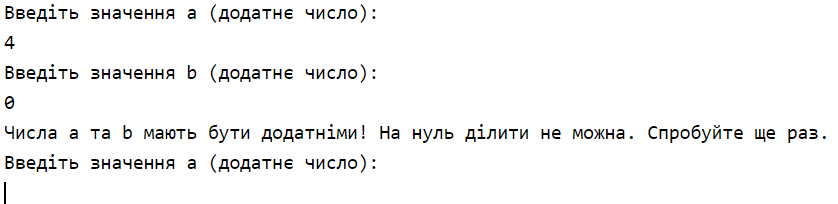 Введіть значення a (додатнє число):
4
Введіть значення b (додатнє число):
0
Числа a та b мають бути додатніми! На нуль ділити не можна. Спробуйте ще раз.
Введіть значення a (додатнє число):